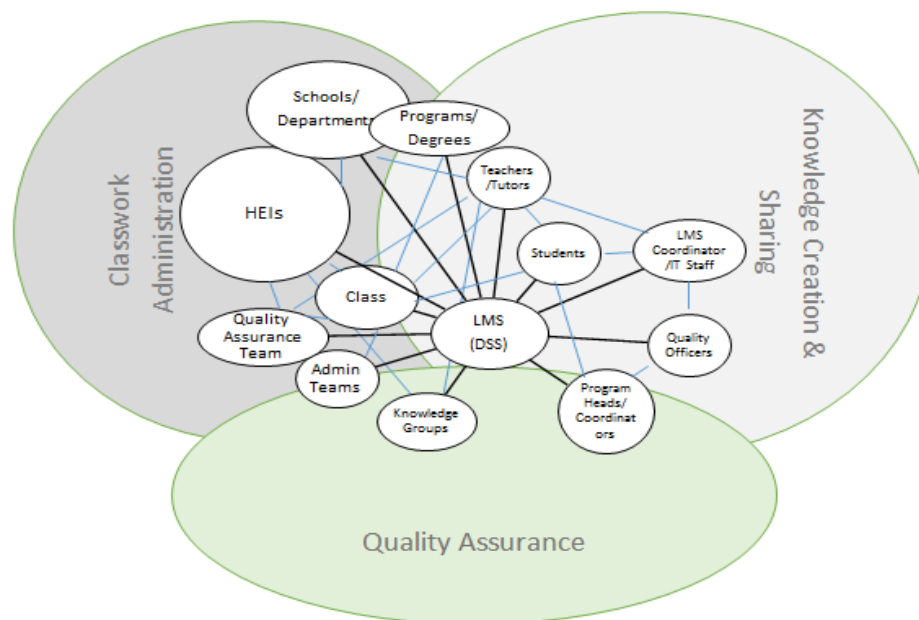 Schools/
Departments
Programs/
Degrees
Teachers
/Tutors
HEIs
Students
LMS
Coordinator
/IT Staff
Class
LMS
(DSS)
Quality
Assurance
Team
Quality
Officers
Admin
Teams
Knowledge
Groups
Program
Heads/
Coordinat
ors
Classwork
Administration
Knowledge Creation &
Sharing
Quality Assurance